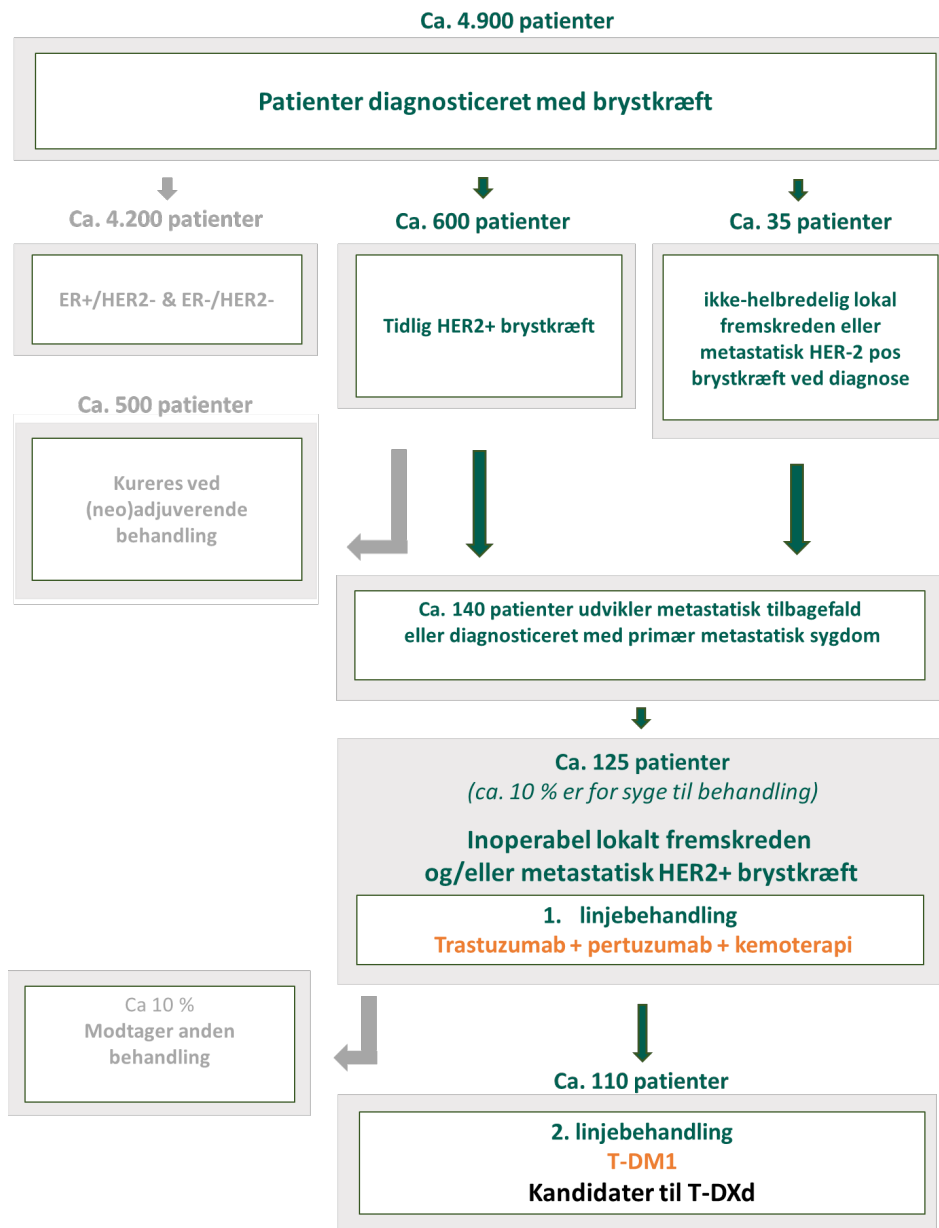 Ca. 4.900 patienter
Patienter diagnosticeret med brystkræft
Ca. 4.200 patienter
ER+/HER2- & ER-/HER2-
Ca. 600 patienter
Tidlig HER2+ brystkræft
Ca. 35 patienter
ikke-helbredelig lokal
fremskreden eller
metastatisk HER-2 pos
brystkræft ved diagnose
Ca. 500 patienter
Kureres ved
(neo)adjuverende
behandling
Ca. 140 patienter udvikler metastatisk tilbagefald
eller diagnosticeret med primær metastatisk sygdom
Ca. 125 patienter
(ca. 10 % er for syge til behandling)
Inoperabel lokalt fremskreden
og/eller metastatisk HER2+ brystkræft
1. linjebehandling
Trastuzumab + pertuzumab + kemoterapi
Ca 10 %
Modtager anden
behandling
Ca. 110 patienter
2. linjebehandling
T-DM1
Kandidater til T-DXd